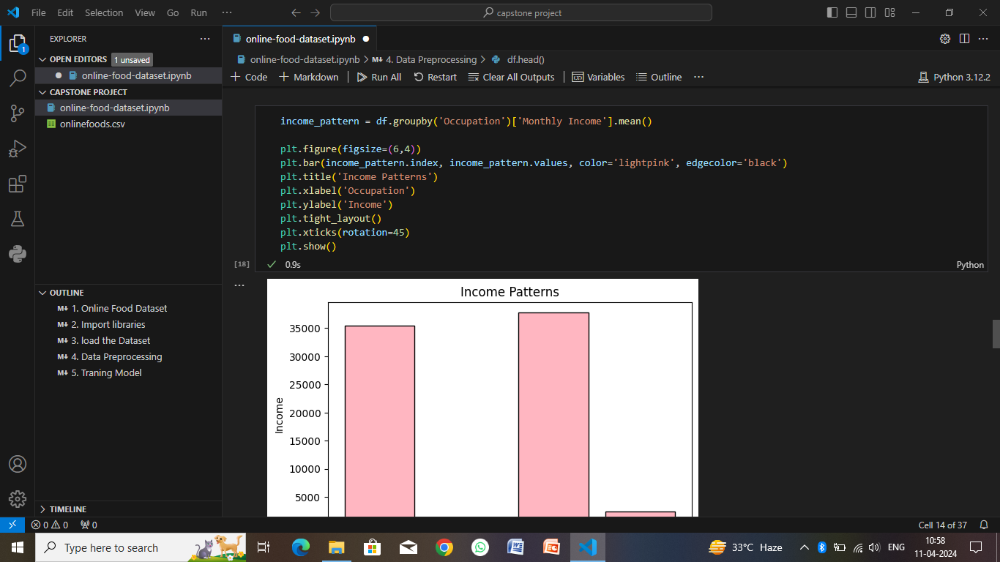 File Edit Selection View Go Run ···
capstone project
EXPLORER ···
OPEN EDITORS 1 unsaved
online-food-dataset.ipynb
CAPSTONE PROJECT
online-food-dataset.ipynb
onlinefoods.csv
OUTLINE
M↓ 1. Online Food Dataset
M↓ 2. Import libraries
M↓ 3. load the Dataset
M↓ 4. Data Preprocessing
M↓ 5. Traning Model
TIMELINE
1
online-food-dataset.ipynb
online-food-dataset.ipynb > M↓ 4. Data Preprocessing > df.head()
+ Code + Markdown | Run All Restart Clear All Outputs | Variables Outline ···
Python 3.12.2
income_pattern = df.groupby('Occupation')['Monthly Income'].mean()
plt.figure(figsize=(6,4))
plt.bar(income_pattern.index, income_pattern.values, color='lightpink', edgecolor='black')
plt.title('Income Patterns')
plt.xlabel('Occupation')
plt.ylabel('Income')
plt.tight_layout()
plt.xticks(rotation=45)
plt.show()
[18] ✓ 0.9s
Python
···
Income Patterns
Income
35000
30000
25000
20000
15000
10000
5000
0 0 0
Cell 14 of 37
Type here to search
33°C Haze
ENG
10:58
11-04-2024